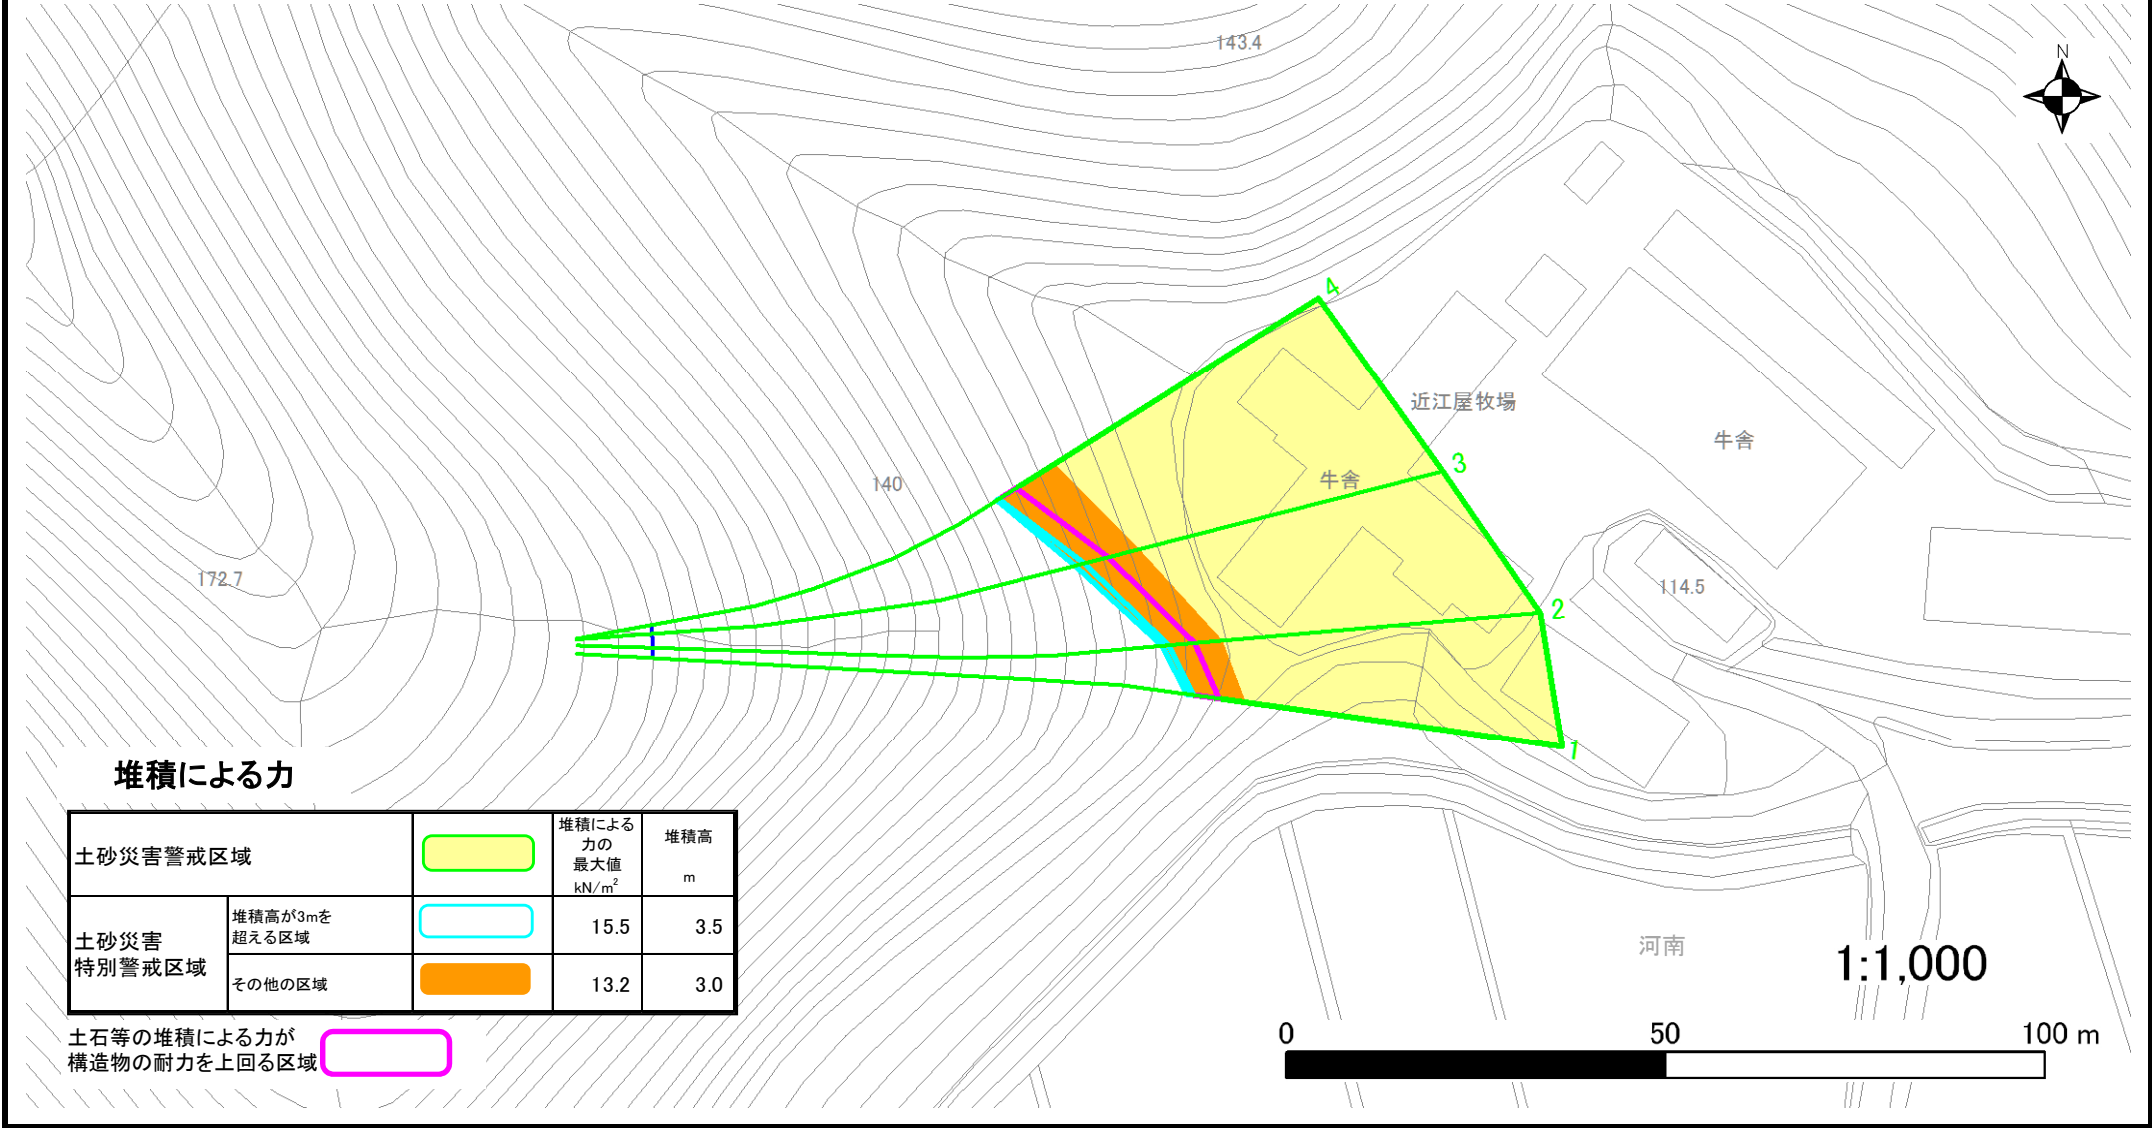 143.4
N
4
近江屋牧場
3
牛舎
牛舎
140
172.7
114.5
2
1
堆積による力
土砂災害警戒区域
堆積による
力の
最大値
kN/m²
堆積高
m
土砂災害
特別警戒区域
堆積高が3mを
超える区域
15.5
3.5
その他の区域
13.2
3.0
土石等の堆積による力が
構造物の耐力を上回る区域
河南
1:1,000
0 50 100 m